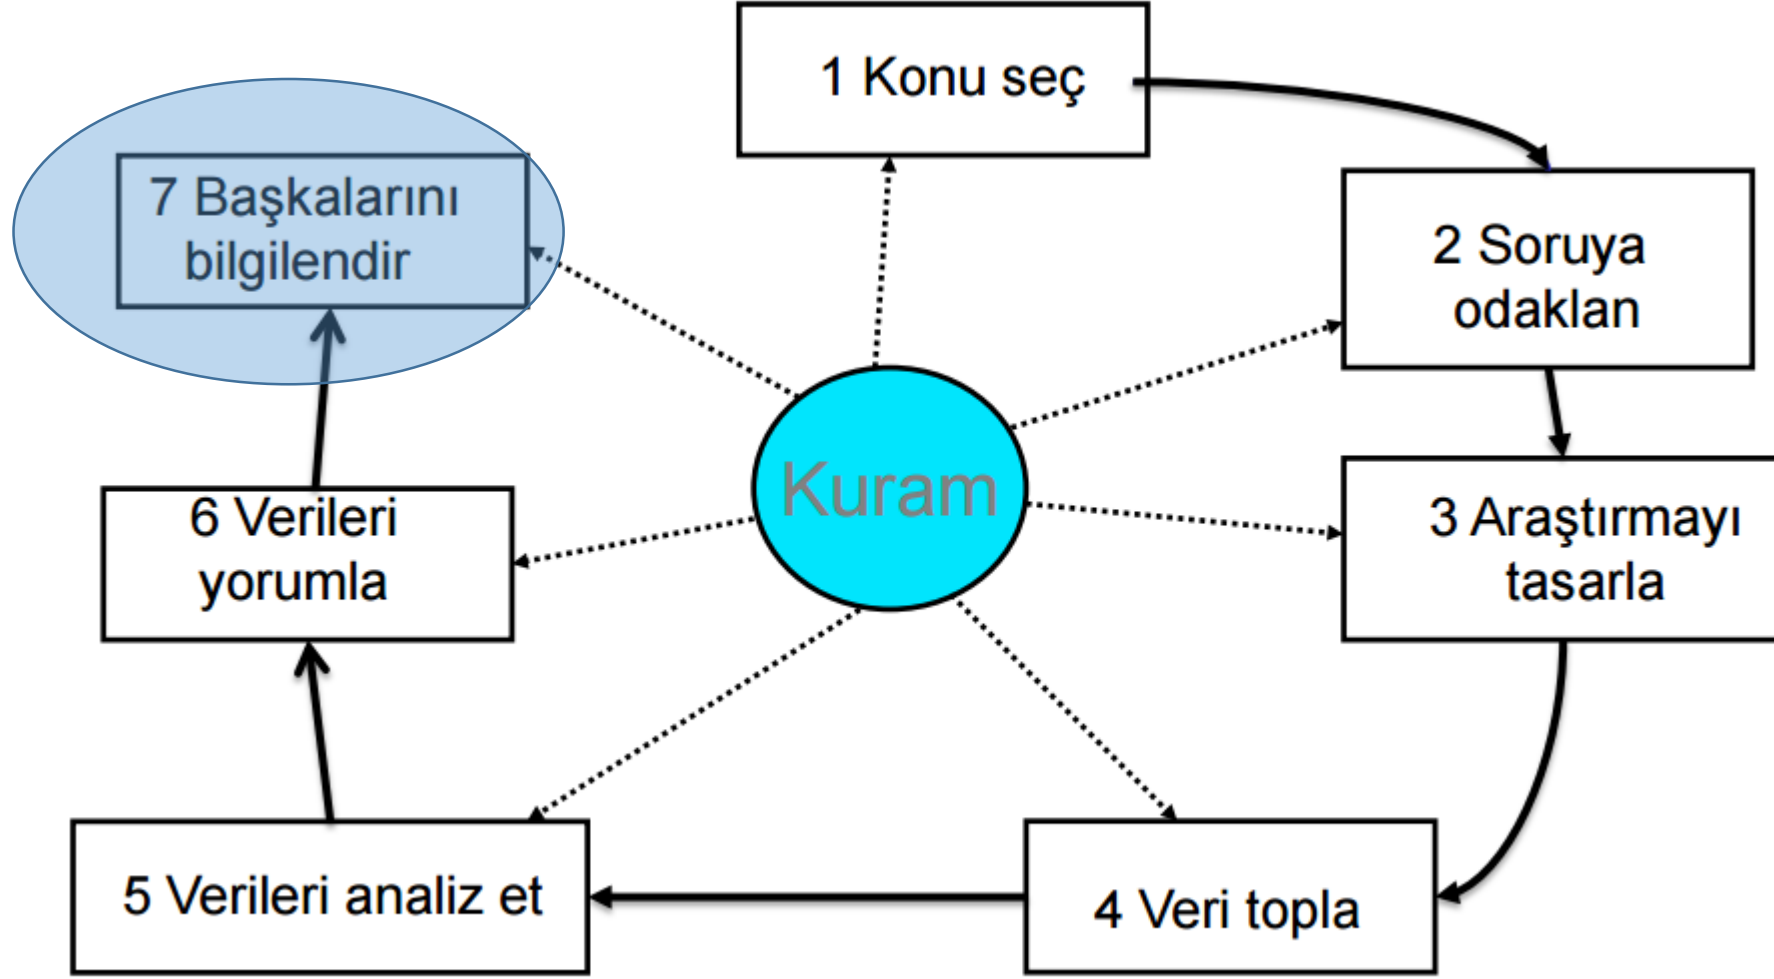 1 Konu seç
2 Soruya
odaklan
3 Araştırmayı
tasarla
4 Veri topla
5 Verileri analiz et
6 Verileri
yorumla
7 Başkalarını
bilgilendir
Kuram